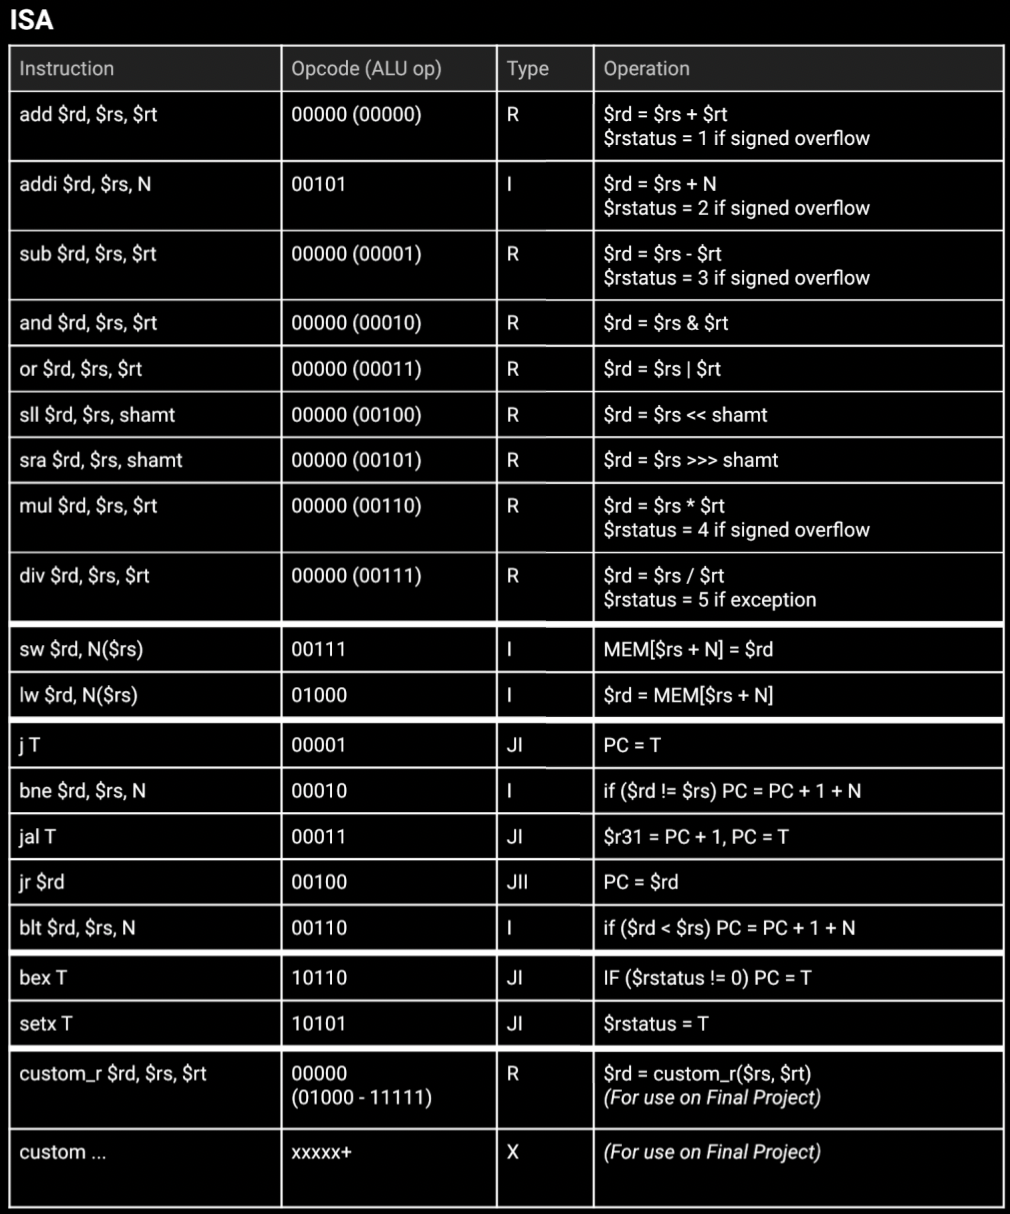 ISA
Instruction Opcode (ALU op) Type Operation
add $rd, $rs, $rt 00000 (00000) R $rd = $rs + $rt
$rstatus = 1 if signed overflow
addi $rd, $rs, N 00101 I $rd = $rs + N
$rstatus = 2 if signed overflow
sub $rd, $rs, $rt 00000 (00001) R $rd = $rs - $rt
$rstatus = 3 if signed overflow
and $rd, $rs, $rt 00000 (00010) R $rd = $rs & $rt
or $rd, $rs, $rt 00000 (00011) R $rd = $rs | $rt
sll $rd, $rs, shamt 00000 (00100) R $rd = $rs << shamt
sra $rd, $rs, shamt 00000 (00101) R $rd = $rs >>> shamt
mul $rd, $rs, $rt 00000 (00110) R $rd = $rs * $rt
$rstatus = 4 if signed overflow
div $rd, $rs, $rt 00000 (00111) R $rd = $rs / $rt
$rstatus = 5 if exception
sw $rd, N($rs) 00111 I MEM[$rs + N] = $rd
lw $rd, N($rs) 01000 I $rd = MEM[$rs + N]
j T 00001 JI PC = T
bne $rd, $rs, N 00010 I if ($rd != $rs) PC = PC + 1 + N
jal T 00011 JI $r31 = PC + 1, PC = T
jr $rd 00100 JII PC = $rd
blt $rd, $rs, N 00110 I if ($rd < $rs) PC = PC + 1 + N
bex T 10110 JI IF ($rstatus != 0) PC = T
setx T 10101 JI $rstatus = T
custom_r $rd, $rs, $rt 00000 R $rd = custom_r($rs, $rt)
(01000 - 11111) (For use on Final Project)
custom ... xxxxx+ X (For use on Final Project)